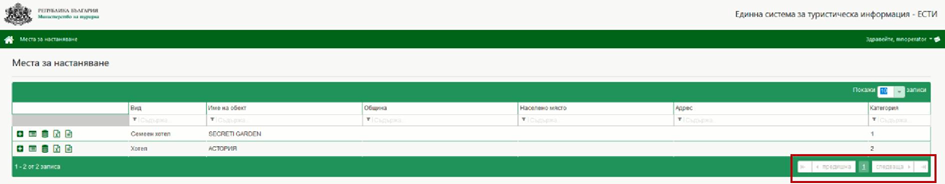 РЕПУБЛИКА БЪЛГАРИЯ
Министерство на туризма
Единна система за туристическа информация - ЕСТИ
Места за настаняване
Здравейте,
Места за настаняване
Покажи 10 записи
Вид Име на обект Община Населено място Адрес Категория
Съдържа... Съдържа... Съдържа... Съдържа... Съдържа... Съдържа...
Семеен хотел SECRETI GARDEN 1
Хотел АСТОРИЯ 2
1 - 2 от 2 записа
предишна 1 следваща